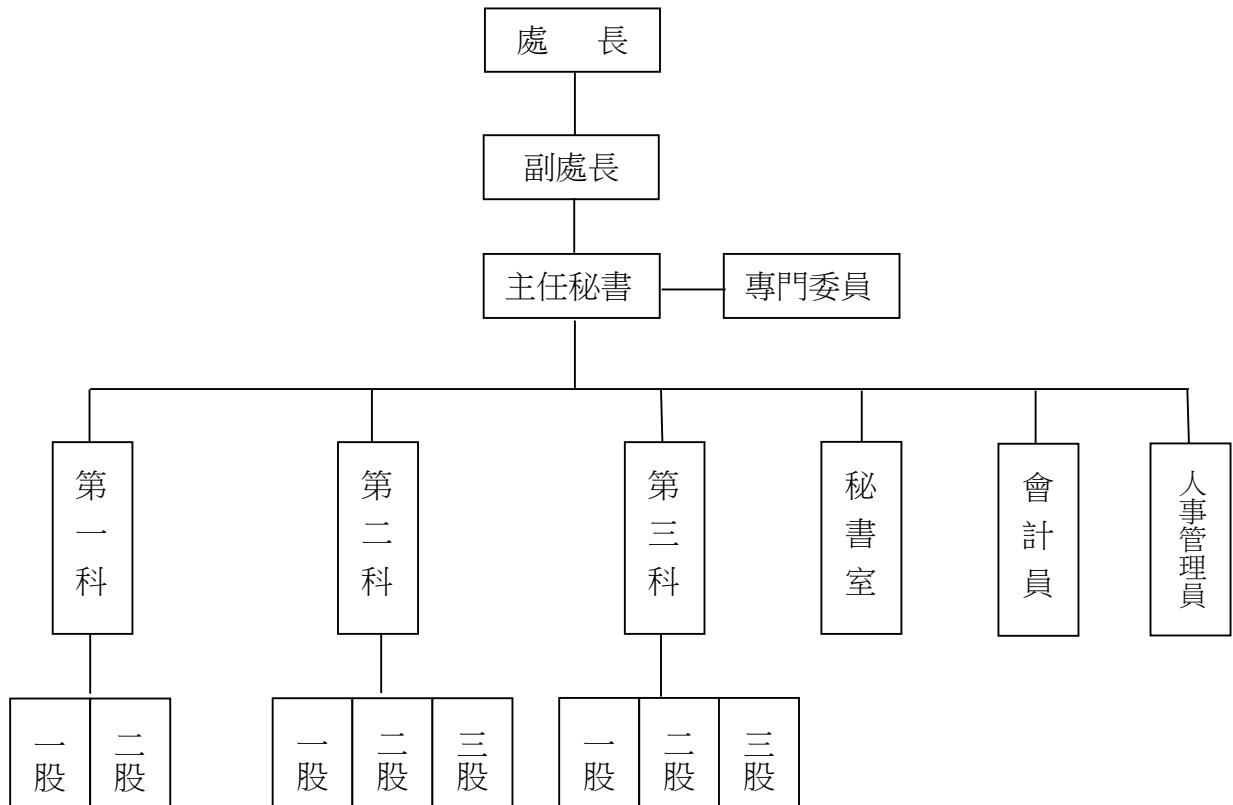 處 長
副處長
主任秘書
專門委員
第一科
第二科
第三科
秘書室
會計員
人事管理員
一股
二股
一股
二股
三股
一股
二股
三股